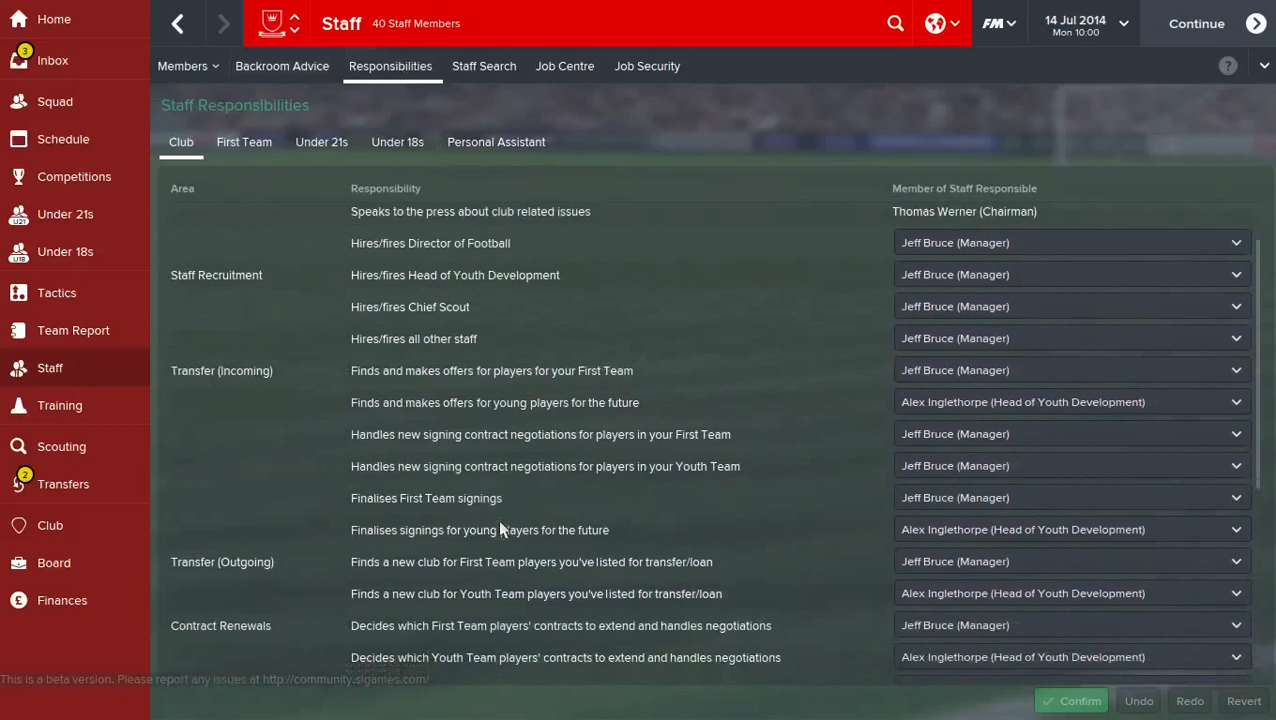 Home
3
Inbox
Squad
Schedule
Competitions
U21
Under 21s
U18
Under 18s
Tactics
Team Report
Staff
Training
Scouting
2
Transfers
Club
Board
£
Finances
Staff 40 Staff Members
FM
14 Jul 2014
Mon 10:00
Continue
Members Backroom Advice Responsibilities Staff Search Job Centre Job Security
?
Staff Responsibilities
Club First Team Under 21s Under 18s Personal Assistant
Area Responsibility Member of Staff Responsible
Speaks to the press about club related issues Thomas Werner (Chairman)
Hires/fires Director of Football Jeff Bruce (Manager)
Staff Recruitment Hires/fires Head of Youth Development Jeff Bruce (Manager)
Hires/fires Chief Scout Jeff Bruce (Manager)
Hires/fires all other staff Jeff Bruce (Manager)
Transfer (Incoming) Finds and makes offers for players for your First Team Jeff Bruce (Manager)
Finds and makes offers for young players for the future Alex Inglethorpe (Head of Youth Development)
Handles new signing contract negotiations for players in your First Team Jeff Bruce (Manager)
Handles new signing contract negotiations for players in your Youth Team Jeff Bruce (Manager)
Finalises First Team signings Jeff Bruce (Manager)
Finalises signings for young players for the future Alex Inglethorpe (Head of Youth Development)
Transfer (Outgoing) Finds a new club for First Team players you've listed for transfer/loan Jeff Bruce (Manager)
Finds a new club for Youth Team players you've listed for transfer/loan Alex Inglethorpe (Head of Youth Development)
Contract Renewals Decides which First Team players' contracts to extend and handles negotiations Jeff Bruce (Manager)
Decides which Youth Team players' contracts to extend and handles negotiations Alex Inglethorpe (Head of Youth Development)
This is a beta version. Please report any issues at http://community.sigames.com/
Confirm Undo Redo Revert